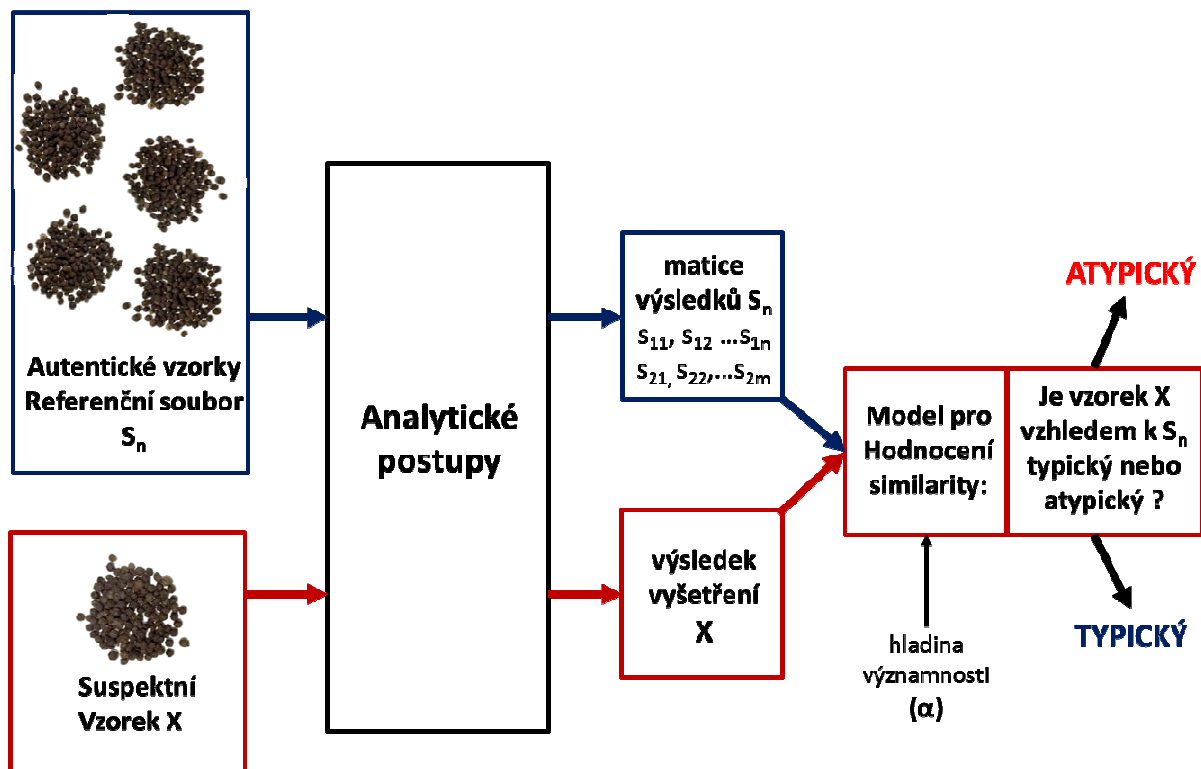 Autentické vzorky
Referenční soubor
Sn
Suspektní
Vzorek X
Analytické
postupy
matice
výsledků Sn
S11, S12 ...S1n
S21, S22,...S2m
výsledek
vyšetření
X
Model pro
Hodnocení
similarity:
hladina
významnosti
(α)
Je vzorek X
vzhledem k Sn
typický nebo
atypický ?
ATYPICKÝ
TYPICKÝ